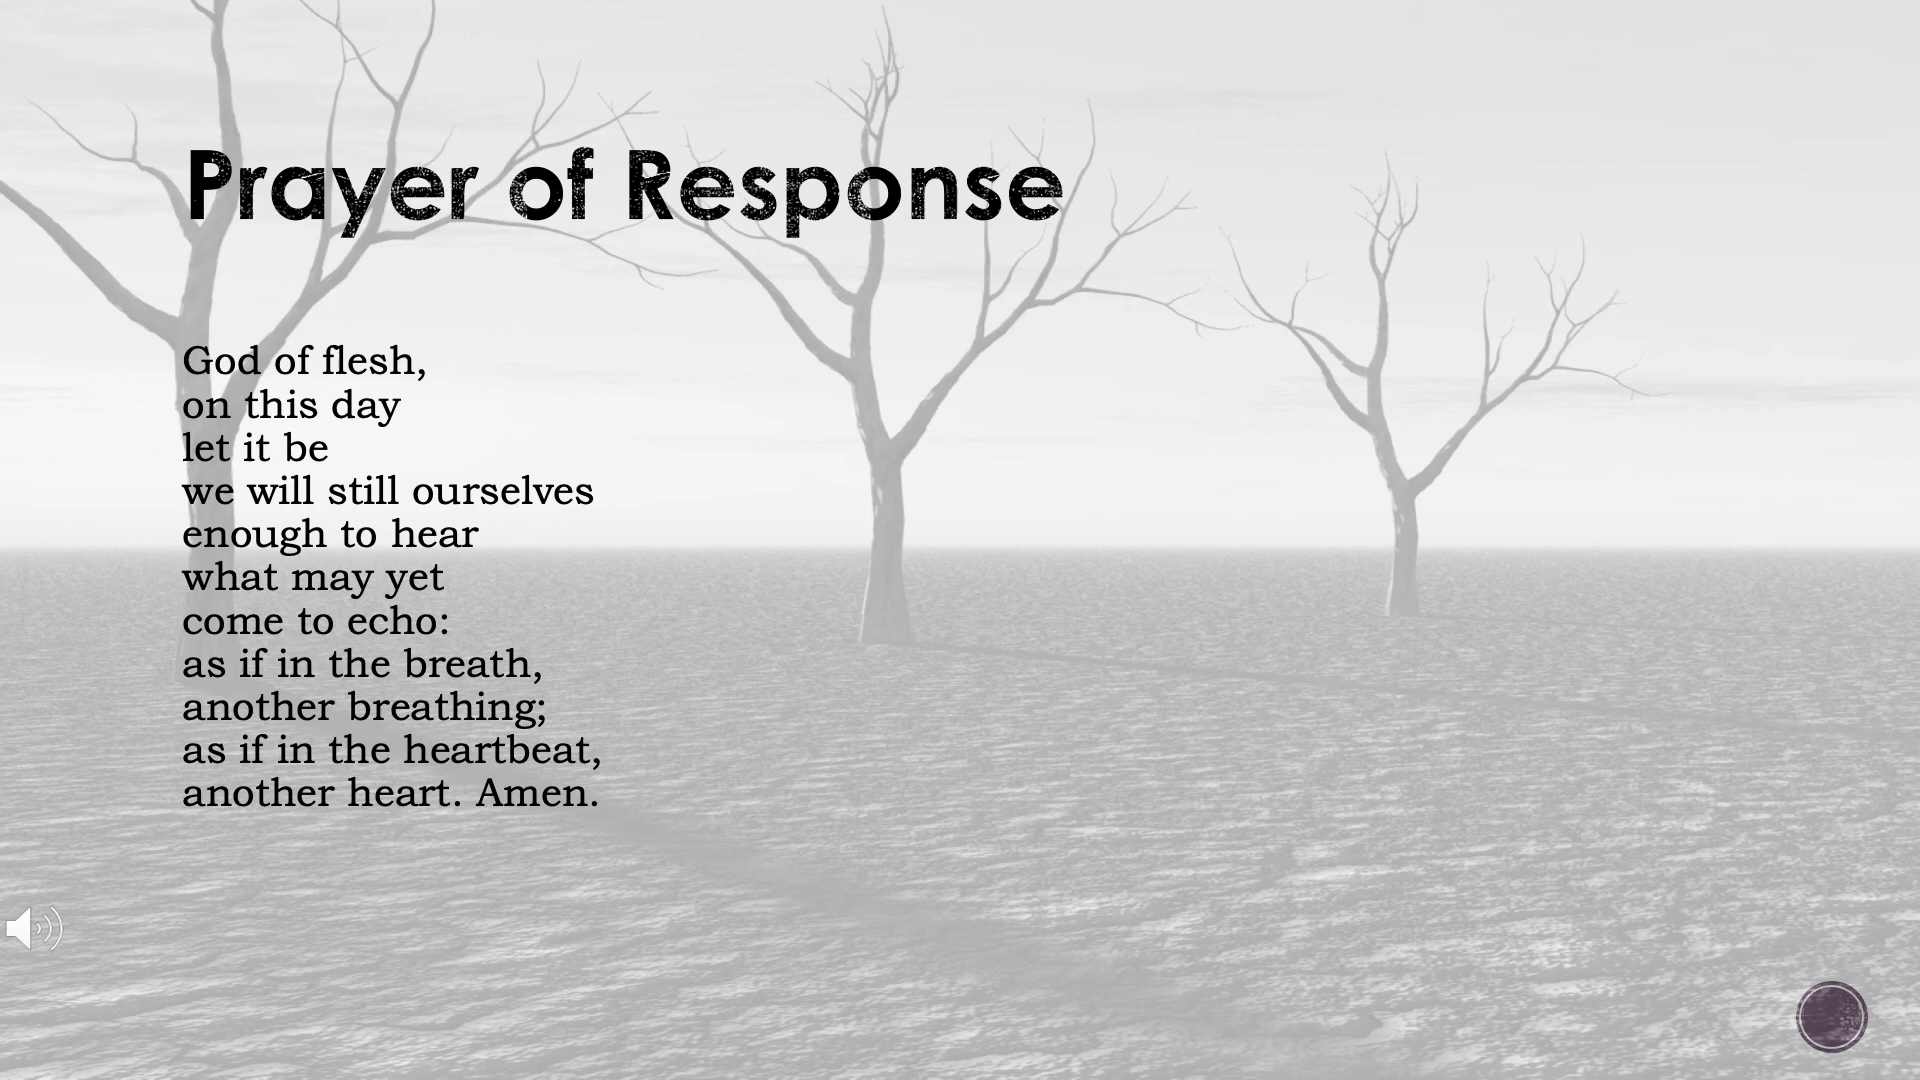 Prayer of Response
God of flesh,
on this day
let it be
we will still ourselves
enough to hear
what may yet
come to echo:
as if in the breath,
another breathing;
as if in the heartbeat,
another heart. Amen.